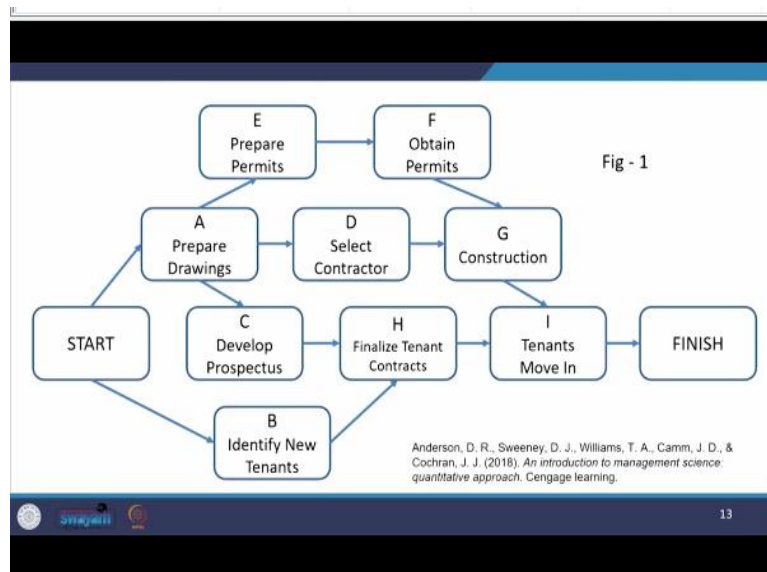 E
Prepare
Permits
F
Obtain
Permits
Fig - 1
A
Prepare
Drawings
D
Select
Contractor
G
Construction
START
C
Develop
Prospectus
H
Finalize Tenant
Contracts
I
Tenants
Move In
FINISH
B
Identify New
Tenants
Anderson, D. R., Sweeney, D. J., Williams, T. A., Camm, J. D., &
Cochran, J. J. (2018). An introduction to management science:
quantitative approach. Cengage learning.
swayam
13